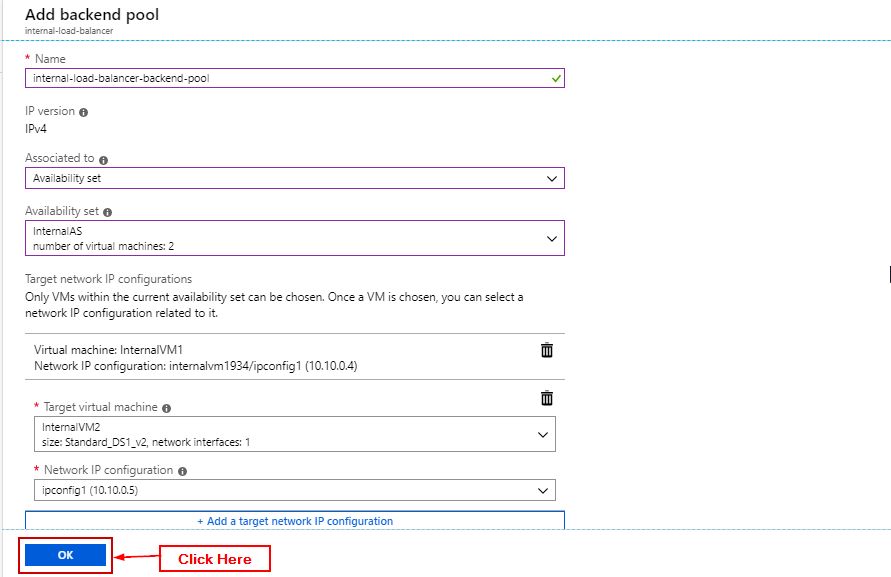 Add backend pool
internal-load-balancer
* Name
internal-load-balancer-backend-pool
IP version
IPv4
Associated to
Availability set
Availability set
InternalAS
number of virtual machines: 2
Target network IP configurations
Only VMs within the current availability set can be chosen. Once a VM is chosen, you can select a
network IP configuration related to it.
Virtual machine: InternalVM1
Network IP configuration: internalvm1934/ipconfig1 (10.10.0.4)
* Target virtual machine
InternalVM2
size: Standard_DS1_v2, network interfaces: 1
* Network IP configuration
ipconfig1 (10.10.0.5)
+ Add a target network IP configuration
OK
Click Here